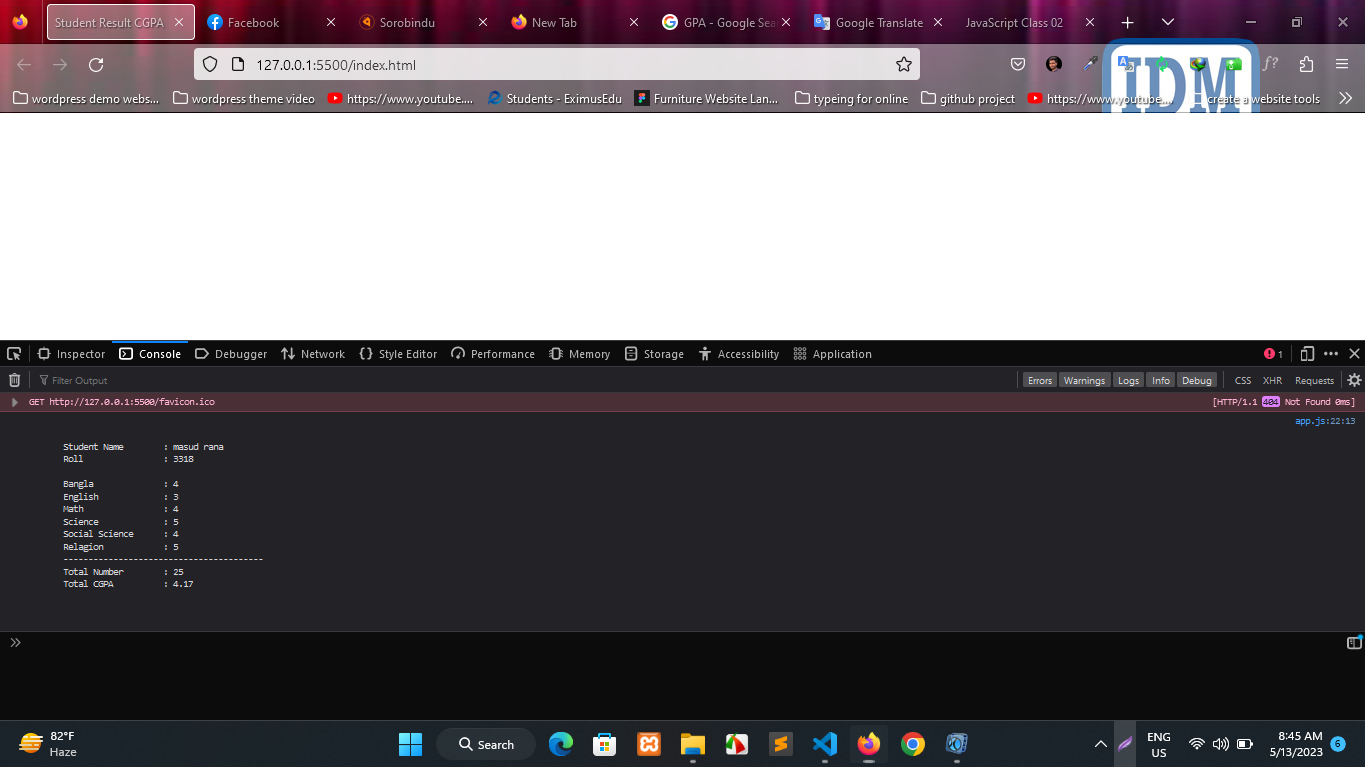 Student Result CGPA Facebook Sorobindu New Tab GPA - Google Sea Google Translate JavaScript Class 02
127.0.0.1:5500/index.html
wordpress demo webs... wordpress theme video https://www.youtube.... Students - EximusEdu Furniture Website Lan... typeing for online github project https://www.youtube.... create a website tools
IDM
Inspector Console Debugger Network Style Editor Performance Memory Storage Accessibility Application 1
Filter Output Errors Warnings Logs Info Debug CSS XHR Requests
GET http://127.0.0.1:5500/favicon.ico [HTTP/1.1 404 Not Found 0ms]
app.js:22:13
Student Name : masud rana
Roll : 3318
Bangla : 4
English : 3
Math : 4
Science : 5
Social Science : 4
Relagion : 5
----------------------------------------
Total Number : 25
Total CGPA : 4.17
82°F
Haze
Search
ENG
US
8:45 AM
5/13/2023
6